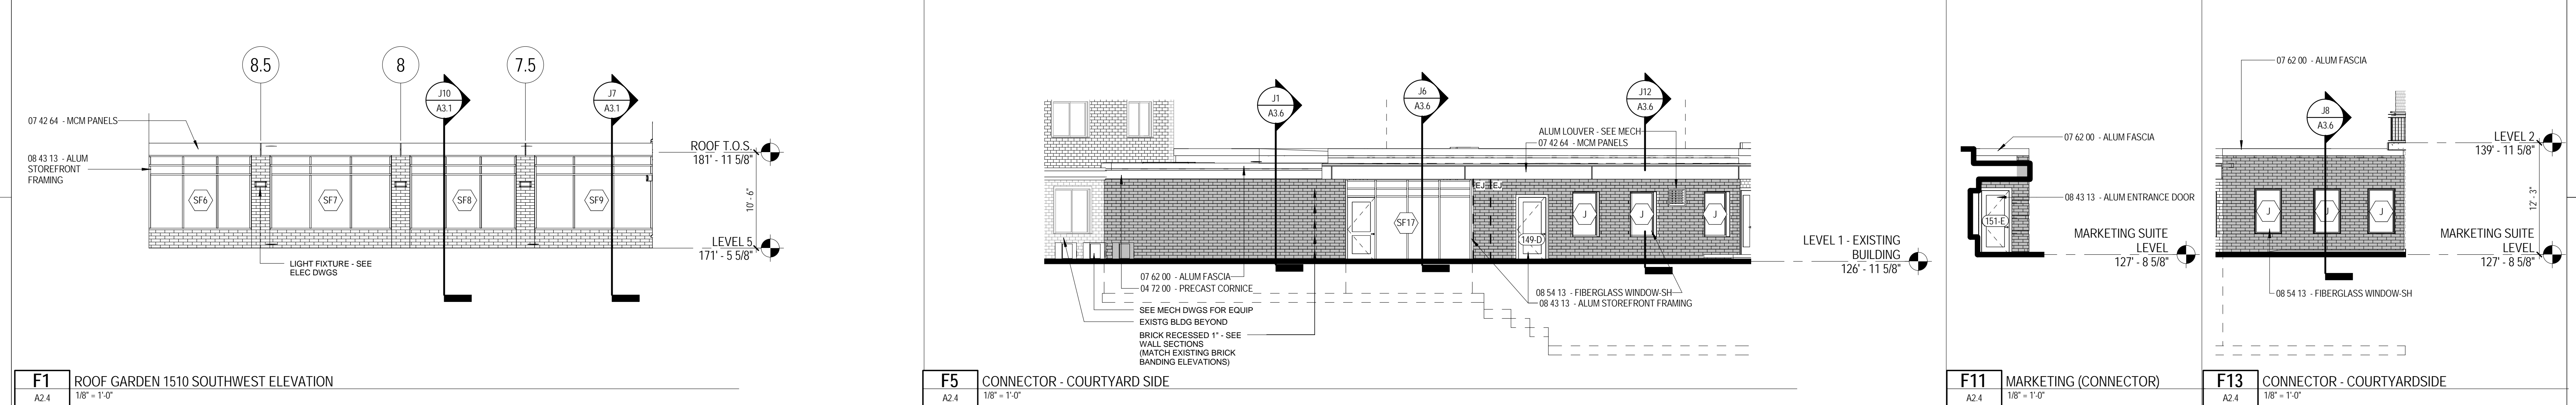 8.5
8
7.5
J10
A3.1
J7
A3.1
07 42 64 - MCM PANELS
08 43 13 - ALUM
STOREFRONT
FRAMING
SF6
SF7
SF8
SF9
ROOF T.O.S.
181' - 11 5/8"
10' - 6"
LEVEL 5
171' - 5 5/8"
LIGHT FIXTURE - SEE
ELEC DWGS
F1
A2.4
ROOF GARDEN 1510 SOUTHWEST ELEVATION
1/8" = 1'-0"
J1
A3.6
J6
A3.6
J12
A3.6
ALUM LOUVER - SEE MECH
07 42 64 - MCM PANELS
EJ
EJ
SF17
149-D
J
J
J
LEVEL 1 - EXISTING
BUILDING
126' - 11 5/8"
07 62 00 - ALUM FASCIA
04 72 00 - PRECAST CORNICE
SEE MECH DWGS FOR EQUIP
EXISTG BLDG BEYOND
BRICK RECESSED 1" - SEE
WALL SECTIONS
(MATCH EXISTING BRICK
BANDING ELEVATIONS)
08 54 13 - FIBERGLASS WINDOW-SH
08 43 13 - ALUM STOREFRONT FRAMING
F5
A2.4
CONNECTOR - COURTYARD SIDE
1/8" = 1'-0"
07 62 00 - ALUM FASCIA
08 43 13 - ALUM ENTRANCE DOOR
151-E
MARKETING SUITE
LEVEL
127' - 8 5/8"
F11
A2.4
MARKETING (CONNECTOR)
1/8" = 1'-0"
07 62 00 - ALUM FASCIA
J8
A3.6
J
J
J
LEVEL 2
139' - 11 5/8"
12' - 3"
MARKETING SUITE
LEVEL
127' - 8 5/8"
08 54 13 - FIBERGLASS WINDOW-SH
F13
A2.4
CONNECTOR - COURTYARDSIDE
1/8" = 1'-0"